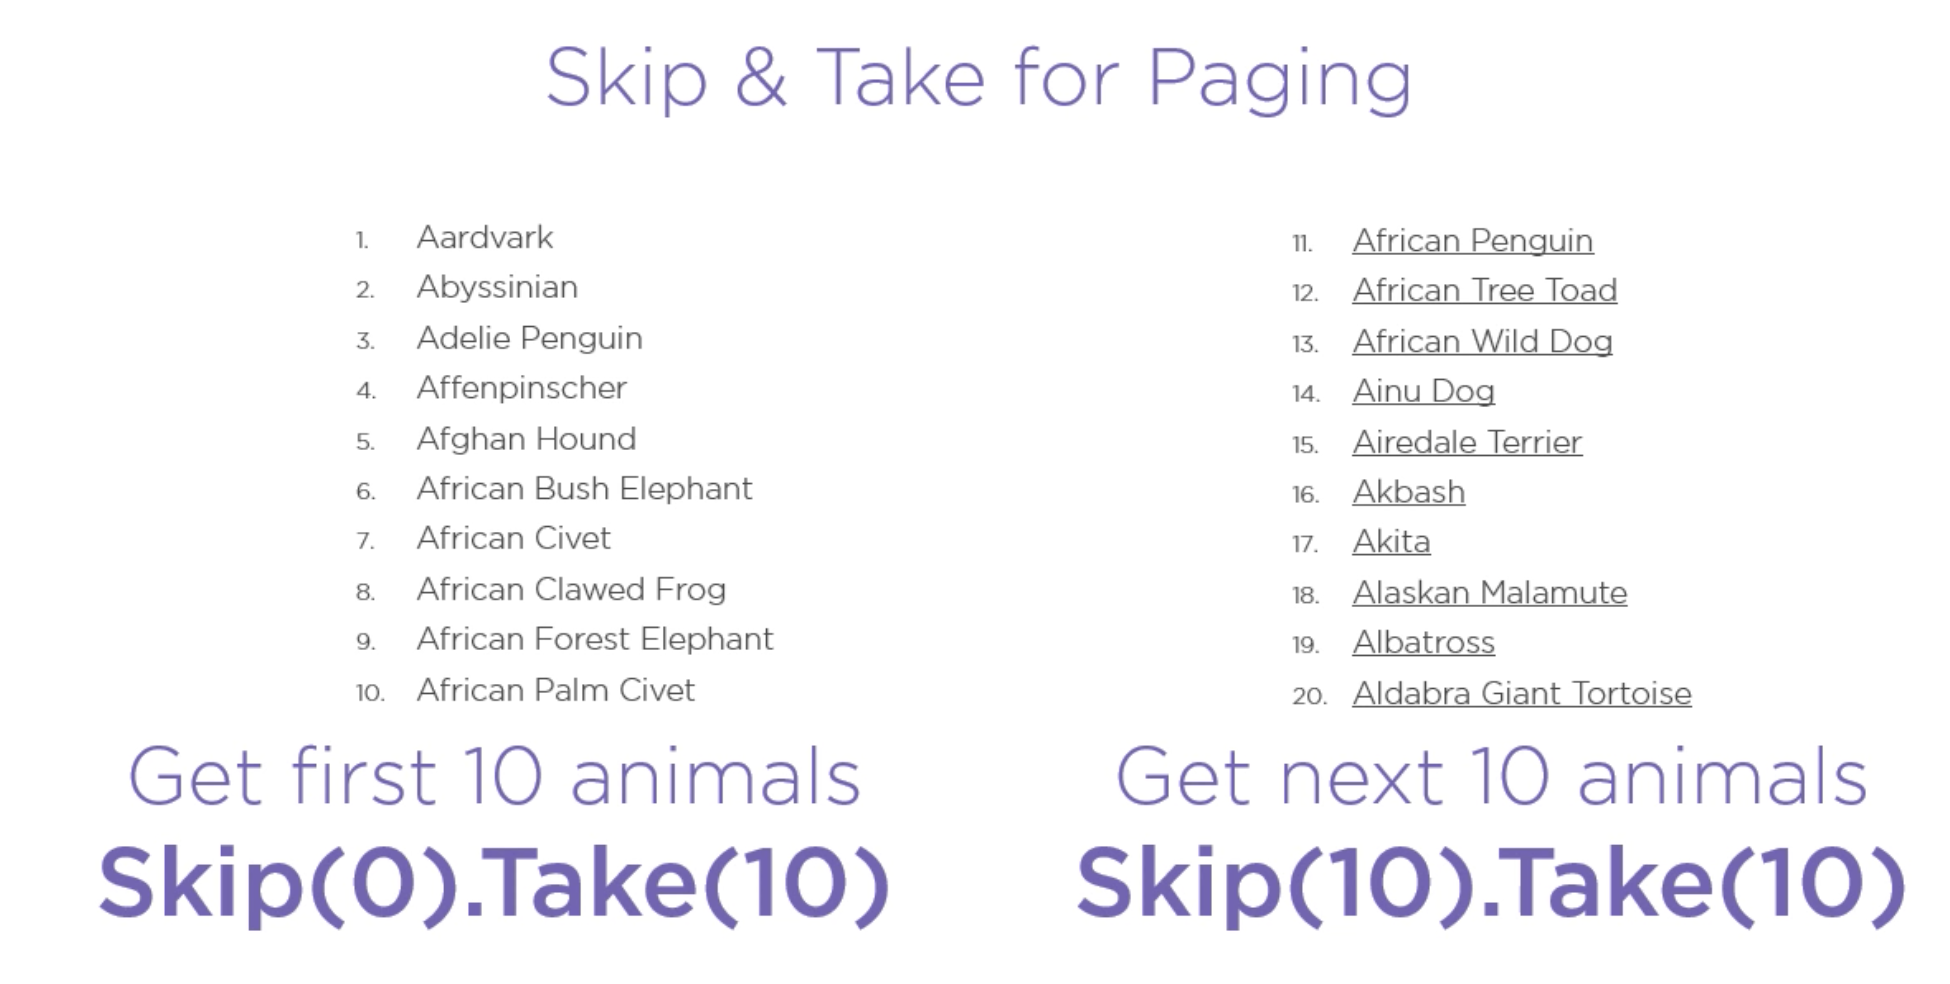 Skip & Take for Paging
1. Aardvark
2. Abyssinian
3. Adelie Penguin
4. Affenpinscher
5. Afghan Hound
6. African Bush Elephant
7. African Civet
8. African Clawed Frog
9. African Forest Elephant
10. African Palm Civet
Get first 10 animals
Skip(0).Take(10)
11. African Penguin
12. African Tree Toad
13. African Wild Dog
14. Ainu Dog
15. Airedale Terrier
16. Akbash
17. Akita
18. Alaskan Malamute
19. Albatross
20. Aldabra Giant Tortoise
Get next 10 animals
Skip(10).Take(10)